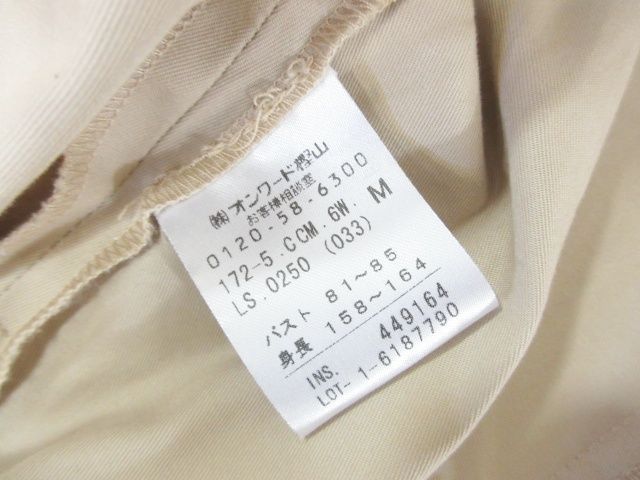 ㈱オンワード樫山
お客様相談室
0120-58-6300
172-5.CCM.6W. M
LS.0250 (033)
バスト 81~85
身長 158~164
INS. 449164
LOT-1-6187790